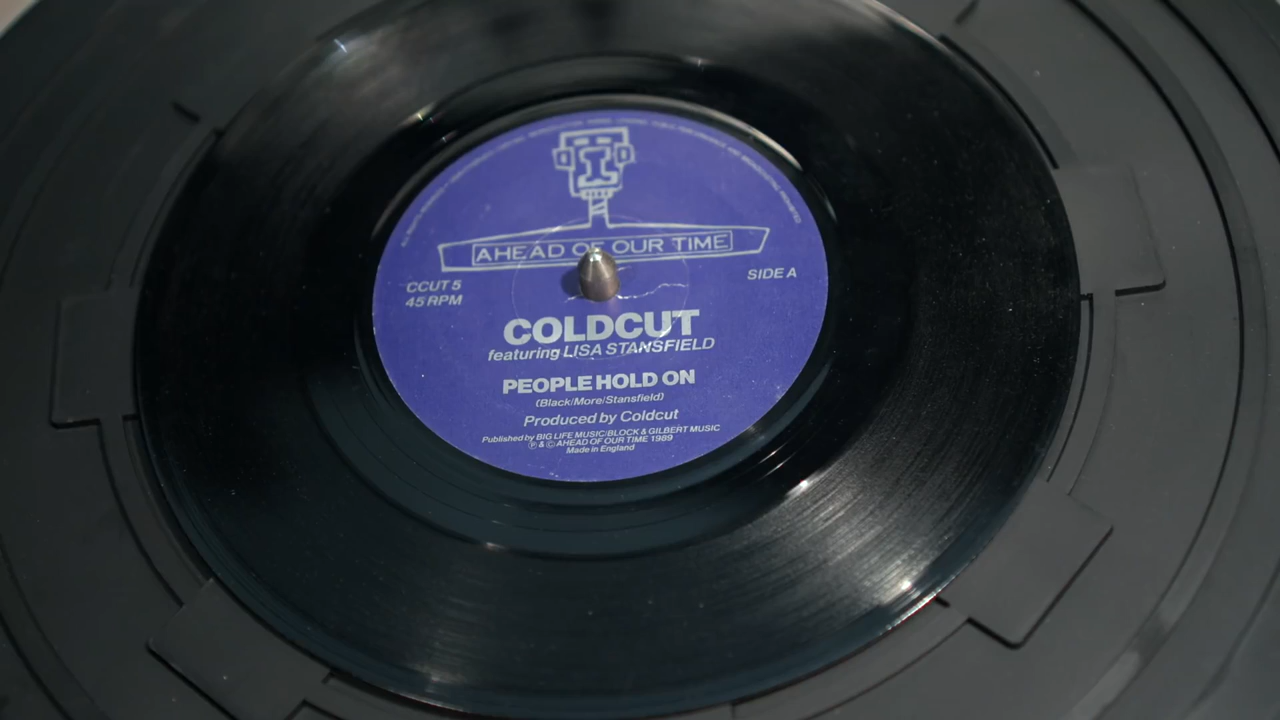 AHEAD OF OUR TIME
CCUT 5
45 RPM
SIDE A
COLDCUT
featuring LISA STANSFIELD
PEOPLE HOLD ON
(Black/More/Stansfield)
Produced by Coldcut
Published by BIG LIFE MUSIC/BLOCK & GILBERT MUSIC
Ⓟ & © AHEAD OF OUR TIME 1989
Made in England